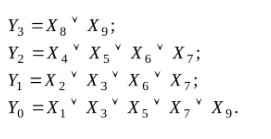 Y₃ = X₈ ˅ X₉;
Y₂ = X₄ ˅ X₅ ˅ X₆ ˅ X₇;
Y₁ = X₂ ˅ X₃ ˅ X₆ ˅ X₇;
Y₀ = X₁ ˅ X₃ ˅ X₅ ˅ X₇ ˅ X₉.